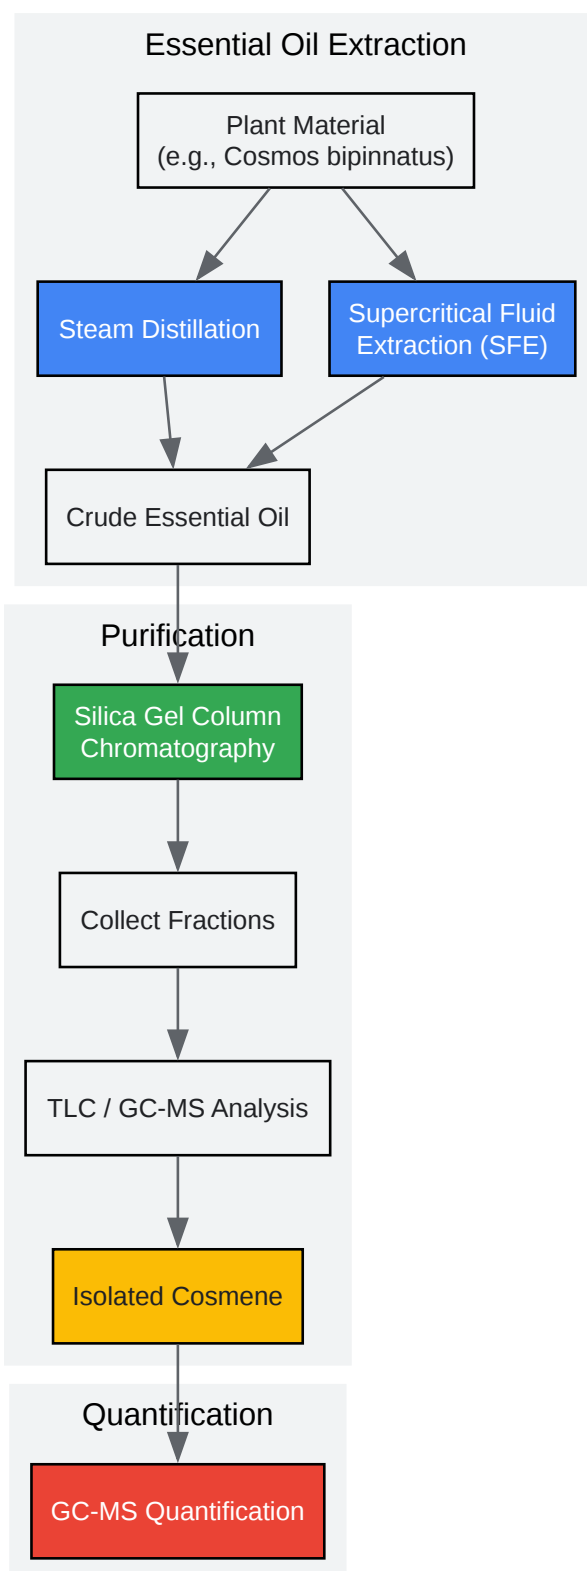 Essential Oil Extraction
Plant Material
(e.g., Cosmos bipinnatus)
Steam Distillation
Supercritical Fluid
Extraction (SFE)
Crude Essential Oil
Purification
Silica Gel Column
Chromatography
Collect Fractions
TLC / GC-MS Analysis
Isolated Cosmene
Quantification
GC-MS Quantification